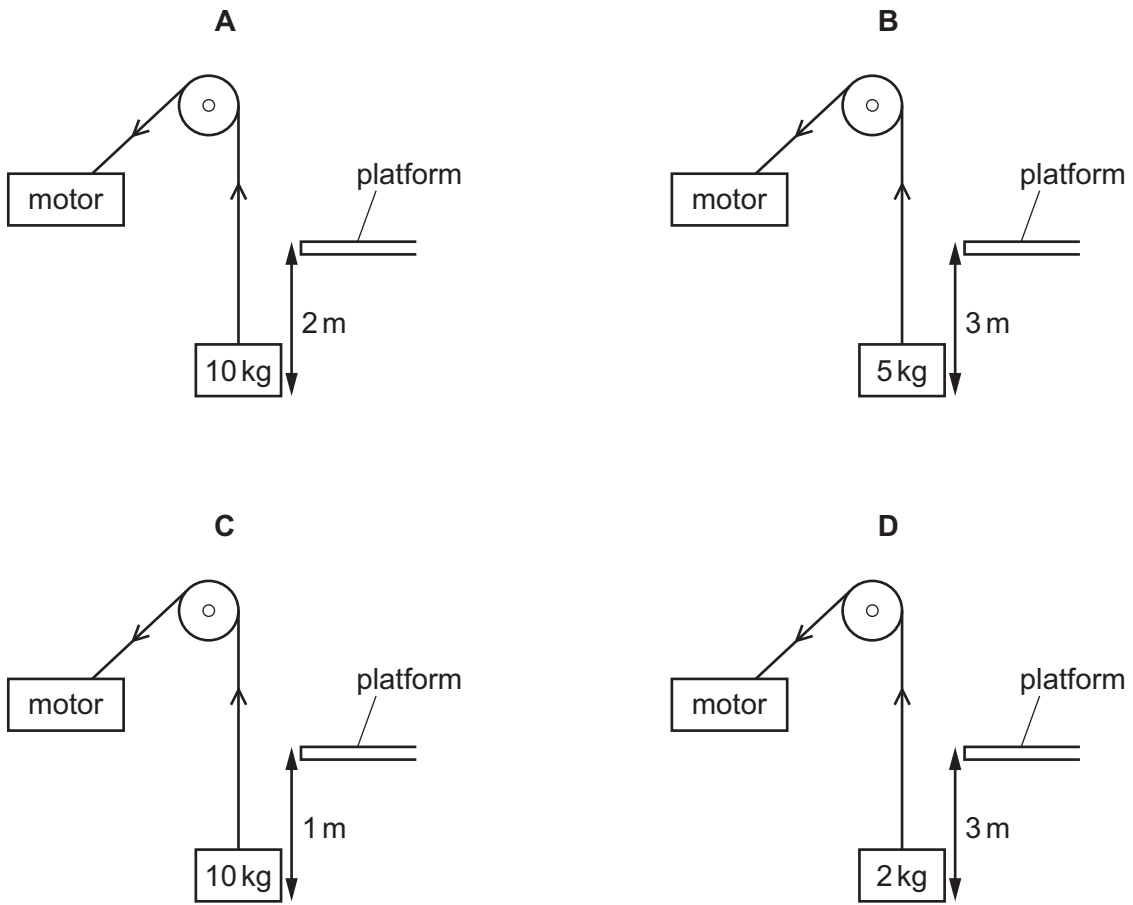 A
platform
motor
2 m
10 kg
B
platform
motor
3 m
5 kg
C
platform
motor
1 m
10 kg
D
platform
motor
3 m
2 kg